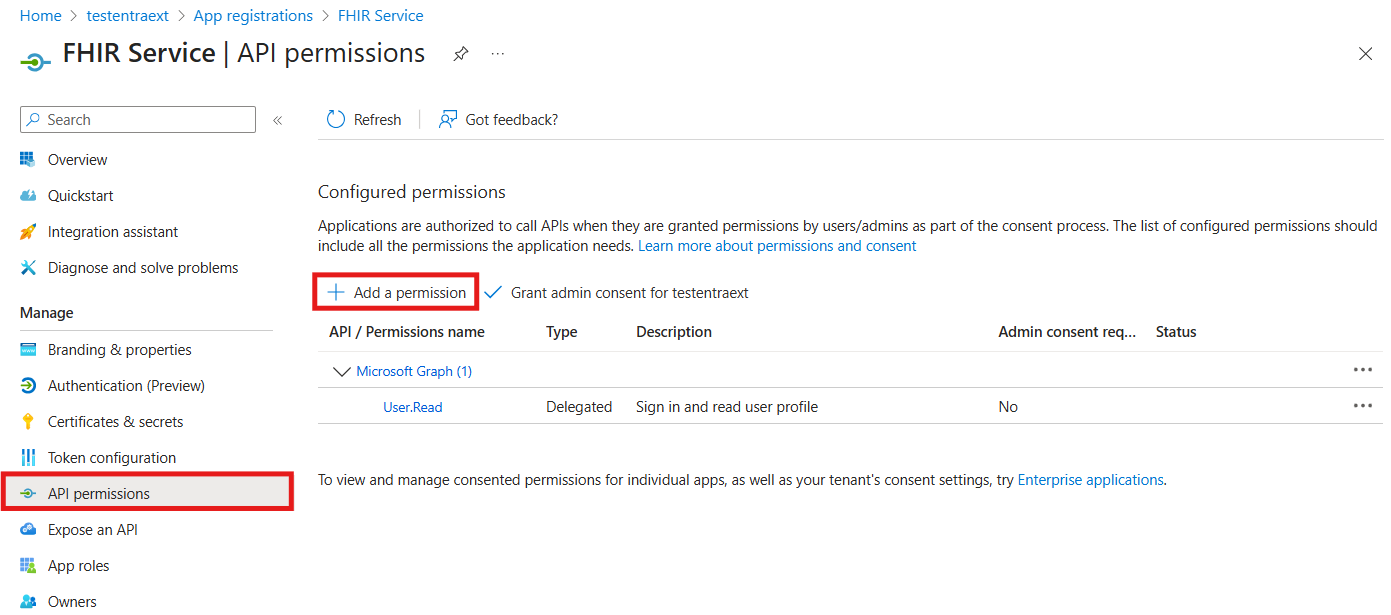 Home > testentraext > App registrations > FHIR Service
FHIR Service | API permissions ...
Search «
Overview
Quickstart
Integration assistant
Diagnose and solve problems
Manage
Branding & properties
Authentication (Preview)
Certificates & secrets
Token configuration
API permissions
Expose an API
App roles
Owners
Refresh Got feedback?
Configured permissions
Applications are authorized to call APIs when they are granted permissions by users/admins as part of the consent process. The list of configured permissions should
include all the permissions the application needs. Learn more about permissions and consent
Add a permission Grant admin consent for testentraext
API / Permissions name Type Description Admin consent req... Status
Microsoft Graph (1)
User.Read Delegated Sign in and read user profile No
To view and manage consented permissions for individual apps, as well as your tenant's consent settings, try Enterprise applications.